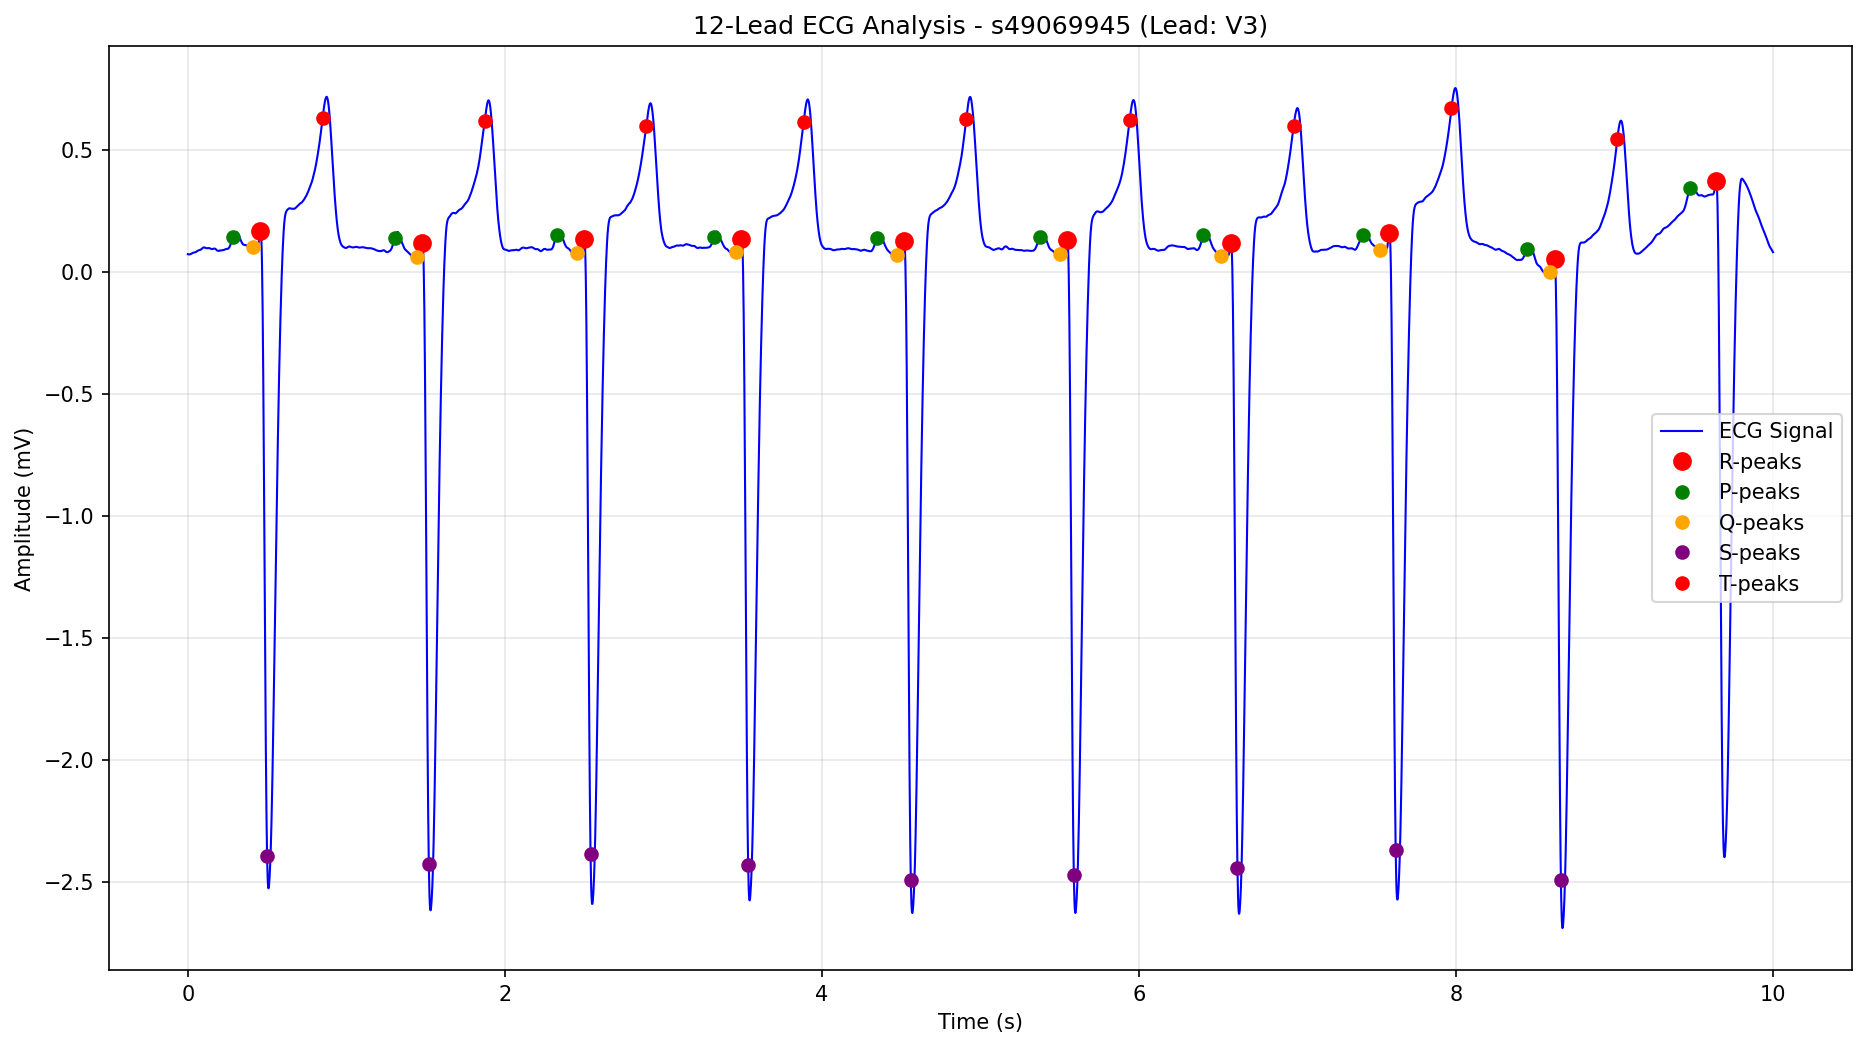 12-Lead ECG Analysis - s49069945 (Lead: V3)
Amplitude (mV)
0.5
0.0
−0.5
−1.0
−1.5
−2.0
−2.5
ECG Signal
R-peaks
P-peaks
Q-peaks
S-peaks
T-peaks
0 2 4 6 8 10
Time (s)